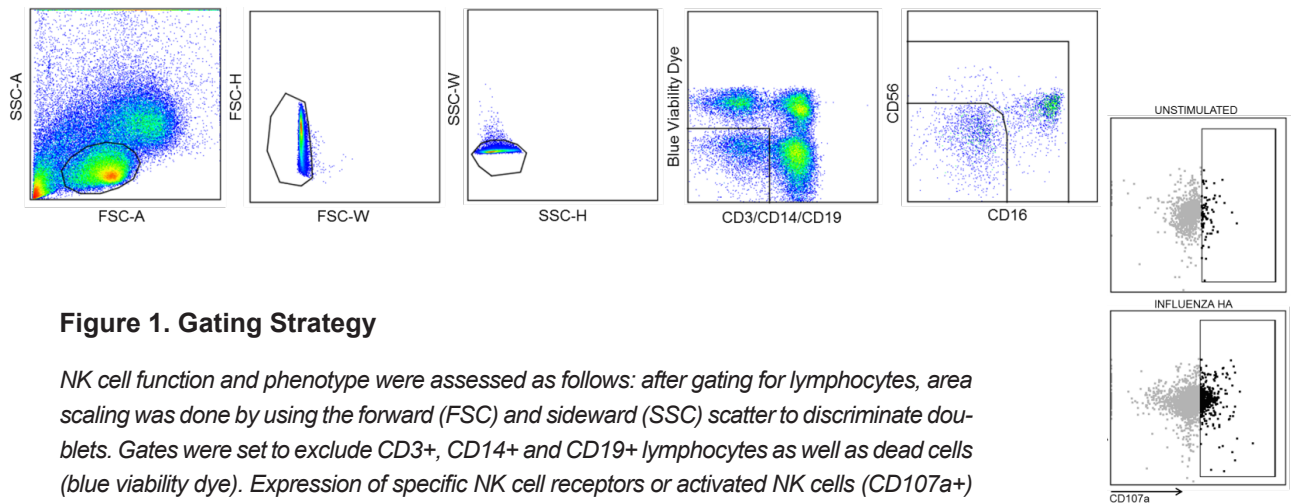 SSC-A
FSC-A
FSC-H
FSC-W
SSC-W
SSC-H
Blue Viability Dye
CD3/CD14/CD19
CD56
CD16
UNSTIMULATED
INFLUENZA HA
CD107a
Figure 1. Gating Strategy
NK cell function and phenotype were assessed as follows: after gating for lymphocytes, area
scaling was done by using the forward (FSC) and sideward (SSC) scatter to discriminate dou-
blets. Gates were set to exclude CD3+, CD14+ and CD19+ lymphocytes as well as dead cells
(blue viability dye). Expression of specific NK cell receptors or activated NK cells (CD107a+)